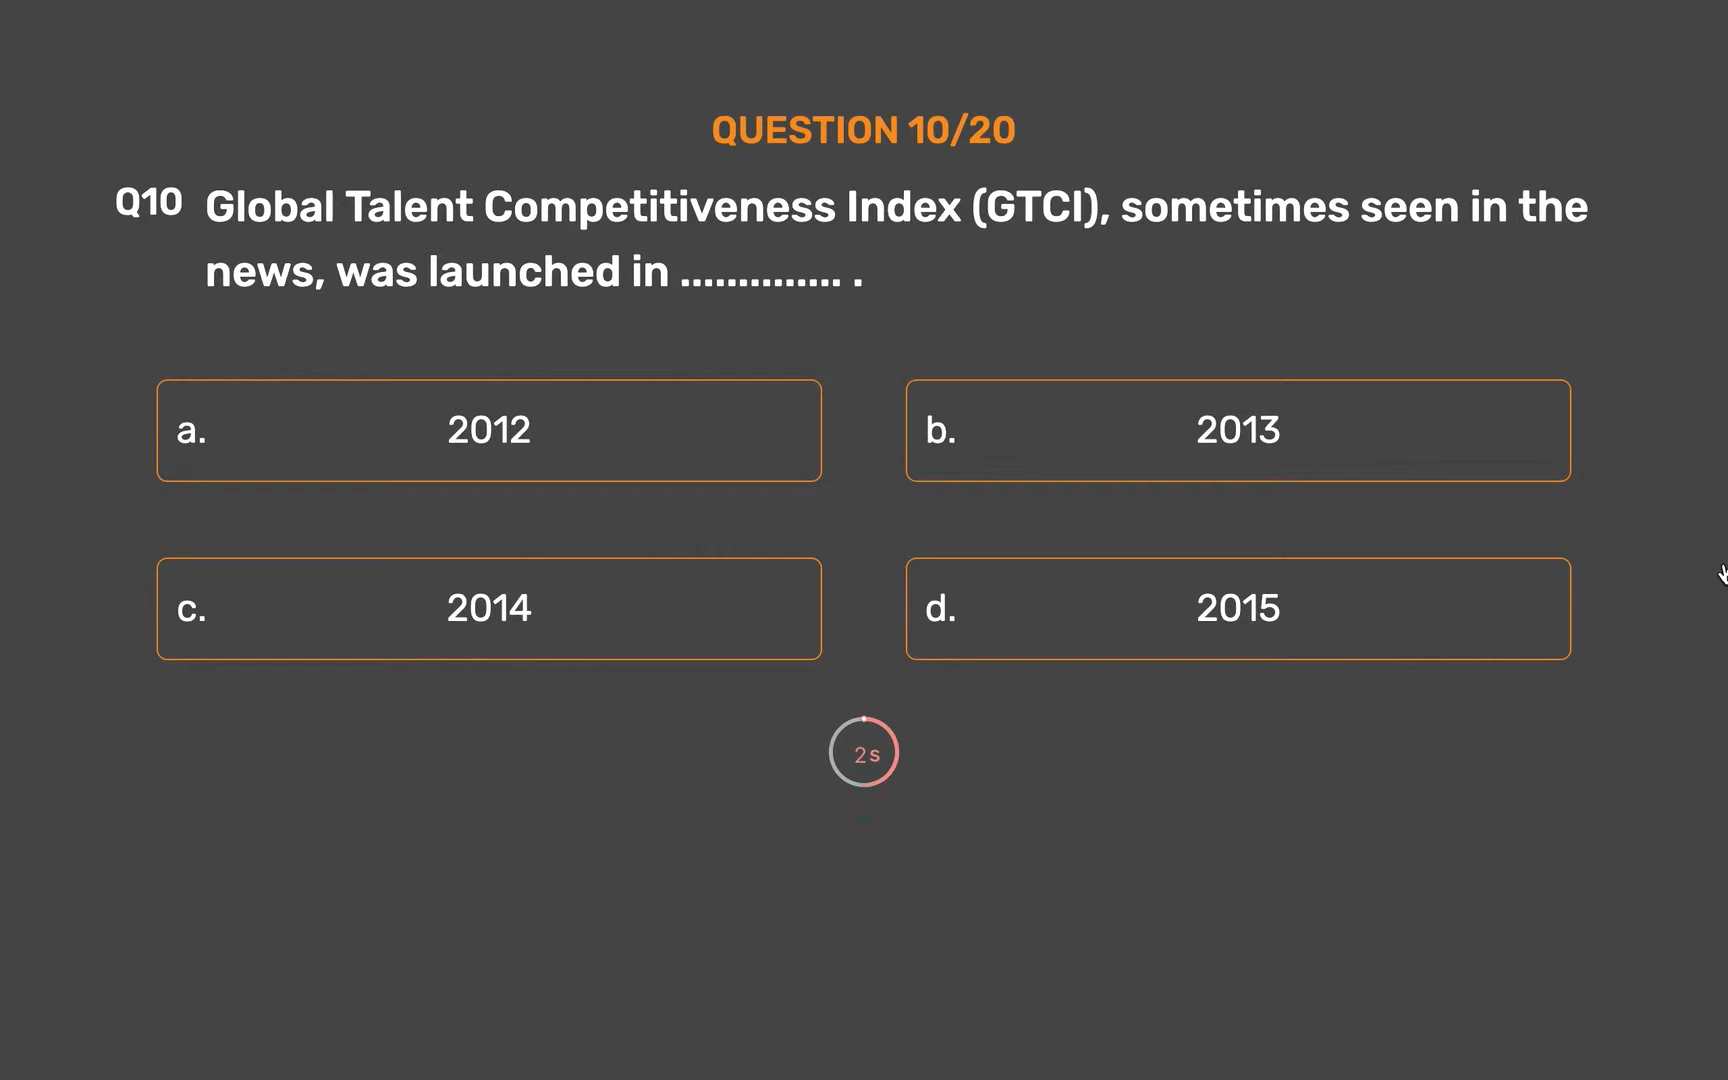 QUESTION 10/20
Q10 Global Talent Competitiveness Index (GTCI), sometimes seen in the
news, was launched in .............. .
a. 2012
b. 2013
c. 2014
d. 2015
2s